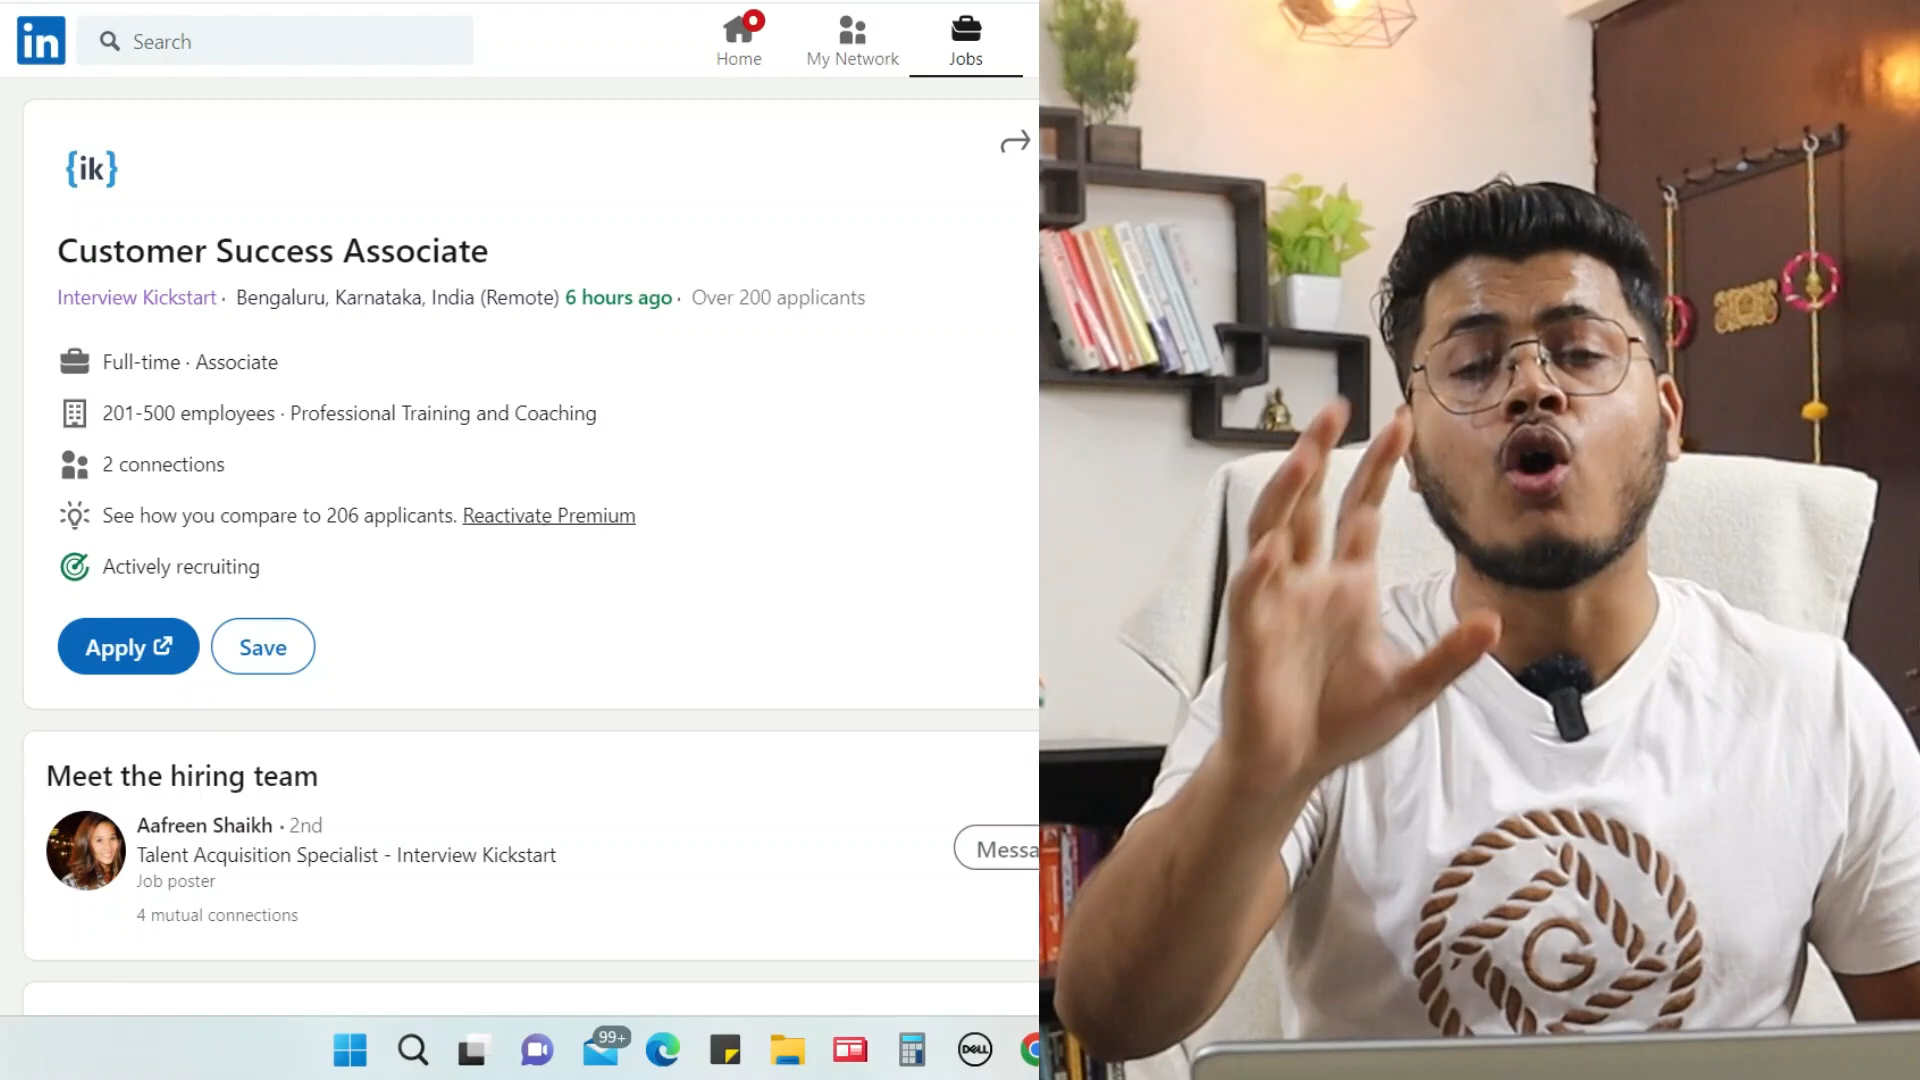 in
Search
Home
My Network
Jobs
{ik}
Customer Success Associate
Interview Kickstart · Bengaluru, Karnataka, India (Remote) 6 hours ago · Over 200 applicants
Full-time · Associate
201-500 employees · Professional Training and Coaching
2 connections
See how you compare to 206 applicants. Reactivate Premium
Actively recruiting
Apply
Save
Meet the hiring team
Aafreen Shaikh · 2nd
Talent Acquisition Specialist - Interview Kickstart
Job poster
4 mutual connections
Messa
99+
DELL
G